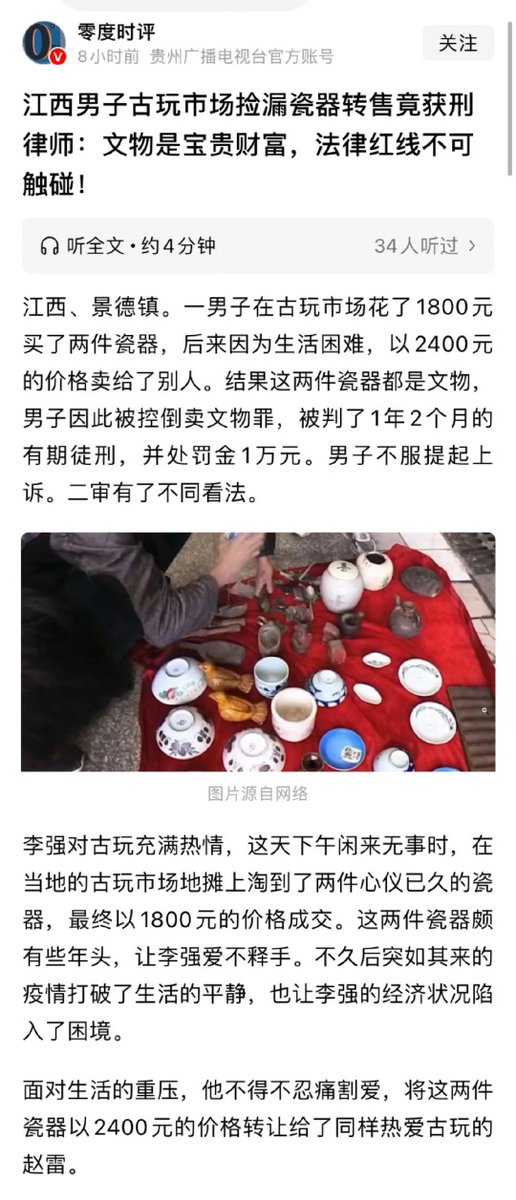 零度时评
8小时前 贵州广播电视台官方账号
关注
江西男子古玩市场捡漏瓷器转售竟获刑
律师：文物是宝贵财富，法律红线不可
触碰！
听全文·约4分钟
34人听过 >
江西、景德镇。一男子在古玩市场花了1800元
买了两件瓷器，后来因为生活困难，以2400元
的价格卖给了别人。结果这两件瓷器都是文物，
男子因此被控倒卖文物罪，被判了1年2个月的
有期徒刑，并处罚金1万元。男子不服提起上
诉。二审有了不同看法。
图片源自网络
李强对古玩充满热情，这天下午闲来无事时，在
当地的古玩市场地摊上淘到了两件心仪已久的瓷
器，最终以1800元的价格成交。这两件瓷器颇
有些年头，让李强爱不释手。不久后突如其来的
疫情打破了生活的平静，也让李强的经济状况陷
入了困境。
面对生活的重压，他不得不忍痛割爱，将这两件
瓷器以2400元的价格转让给了同样热爱古玩的
赵雷。